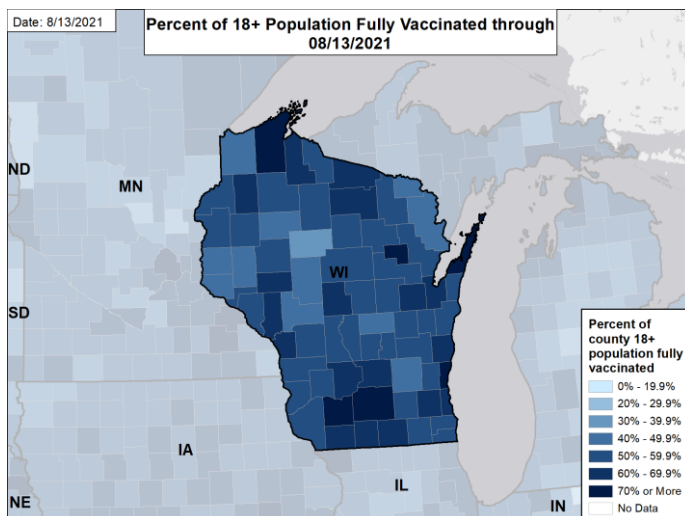 Date: 8/13/2021
Percent of 18+ Population Fully Vaccinated through
08/13/2021
ND
MN
WI
SD
IA
NE
IL
IN
Percent of
county 18+
population fully
vaccinated
0% - 19.9%
20% - 29.9%
30% - 39.9%
40% - 49.9%
50% - 59.9%
60% - 69.9%
70% or More
No Data